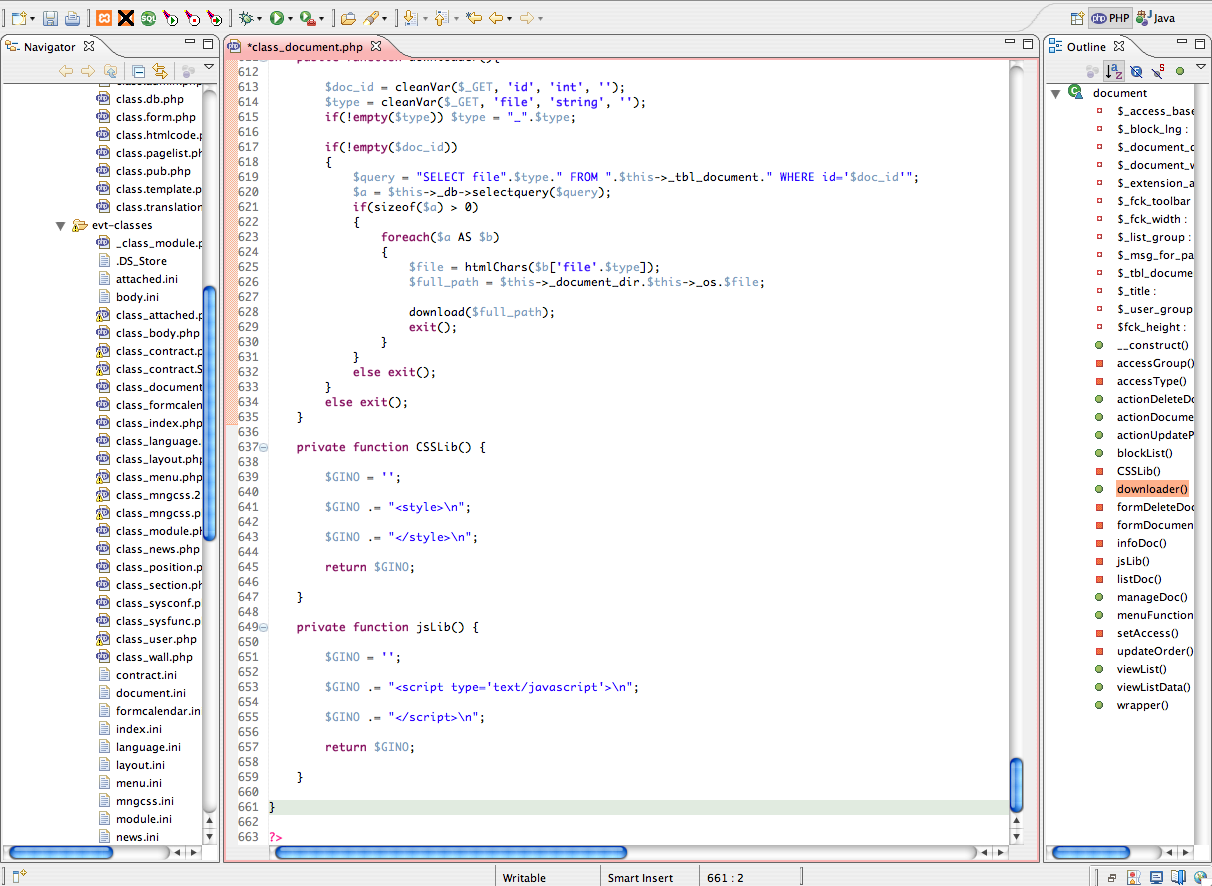 PHP Java
Navigator
class.db.php
class.form.php
class.htmlcode.p
class.pagelist.ph
class.pub.php
class.template.p
class.translation
evt-classes
_class_module.p
.DS_Store
attached.ini
body.ini
class_attached.p
class_body.php
class_contract.p
class_contract.S
class_document
class_formcalen
class_index.php
class_language.
class_layout.php
class_menu.php
class_mngcss.2
class_mngcss.p
class_module.ph
class_news.php
class_position.p
class_section.ph
class_sysconf.p
class_sysfunc.p
class_user.php
class_wall.php
contract.ini
document.ini
formcalendar.in
index.ini
language.ini
layout.ini
menu.ini
mngcss.ini
module.ini
news.ini
*class_document.php
612
613 $doc_id = cleanVar($_GET, 'id', 'int', '');
614 $type = cleanVar($_GET, 'file', 'string', '');
615 if(!empty($type)) $type = "_".$type;
616
617 if(!empty($doc_id))
618 {
619 $query = "SELECT file".$type." FROM ".$this->_tbl_document." WHERE id='$doc_id'";
620 $a = $this->_db->selectquery($query);
621 if(sizeof($a) > 0)
622 {
623 foreach($a AS $b)
624 {
625 $file = htmlChars($b['file'.$type]);
626 $full_path = $this->_document_dir.$this->_os.$file;
627
628 download($full_path);
629 exit();
630 }
631 }
632 else exit();
633 }
634 else exit();
635 }
636
637 private function CSSLib() {
638
639 $GINO = '';
640
641 $GINO .= "<style>\n";
642
643 $GINO .= "</style>\n";
644
645 return $GINO;
646
647 }
648
649 private function jsLib() {
650
651 $GINO = '';
652
653 $GINO .= "<script type='text/javascript'>\n";
654
655 $GINO .= "</script>\n";
656
657 return $GINO;
658
659 }
660
661 }
662
663 ?>
Outline
document
$_access_base
$_block_lng :
$_document_d
$_document_w
$_extension_a
$_fck_toolbar
$_fck_width :
$_list_group :
$_msg_for_pa
$_tbl_docume
$_title :
$_user_group
$fck_height :
__construct()
accessGroup()
accessType()
actionDeleteDo
actionDocume
actionUpdateP
blockList()
CSSLib()
downloader()
formDeleteDoc
formDocumen
infoDoc()
jsLib()
listDoc()
manageDoc()
menuFunction
setAccess()
updateOrder()
viewList()
viewListData()
wrapper()
Writable Smart Insert 661 : 2